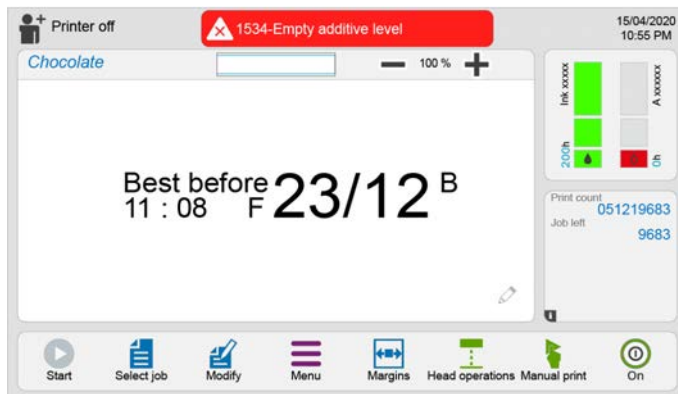 Printer off
1534-Empty additive level
15/04/2020
10:55 PM
Chocolate
100 %
Ink xxxxx
A xxxxxx
200h
0h
Best before 23/12 B
11 : 08 F
Print count
051219683
Job left
9683
Start
Select job
Modify
Menu
Margins
Head operations
Manual print
On